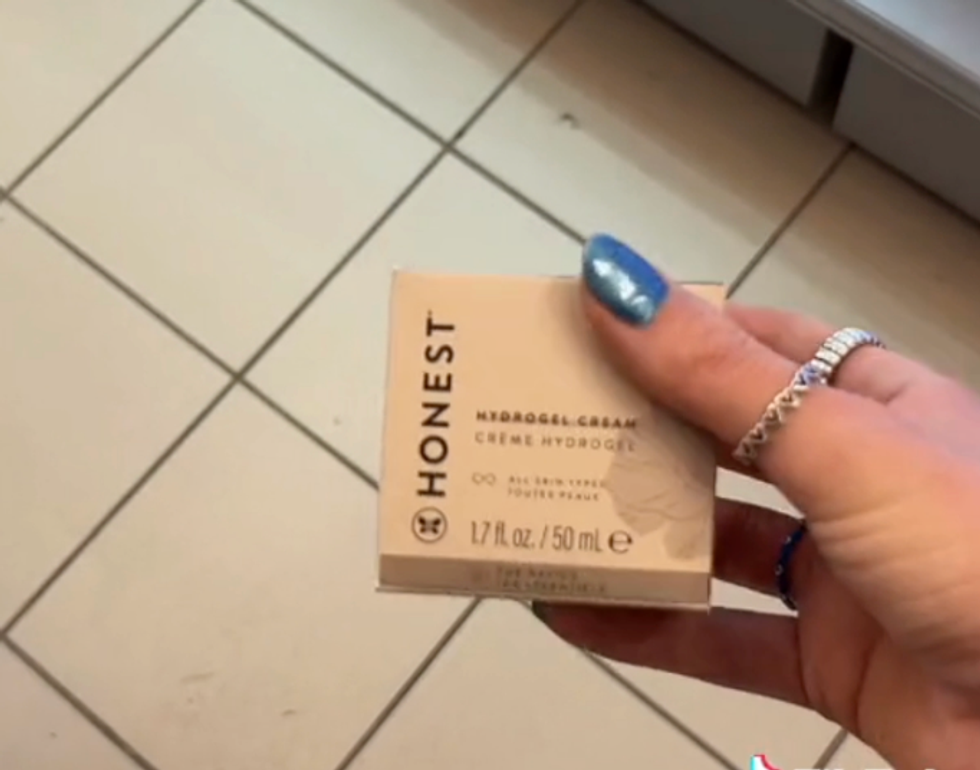 HONEST
HYDROGEL CREAM
CRÈME HYDROGEL
ALL SKIN TYPES
TOUTES PEAUX
1.7 fl. oz. / 50 mL e